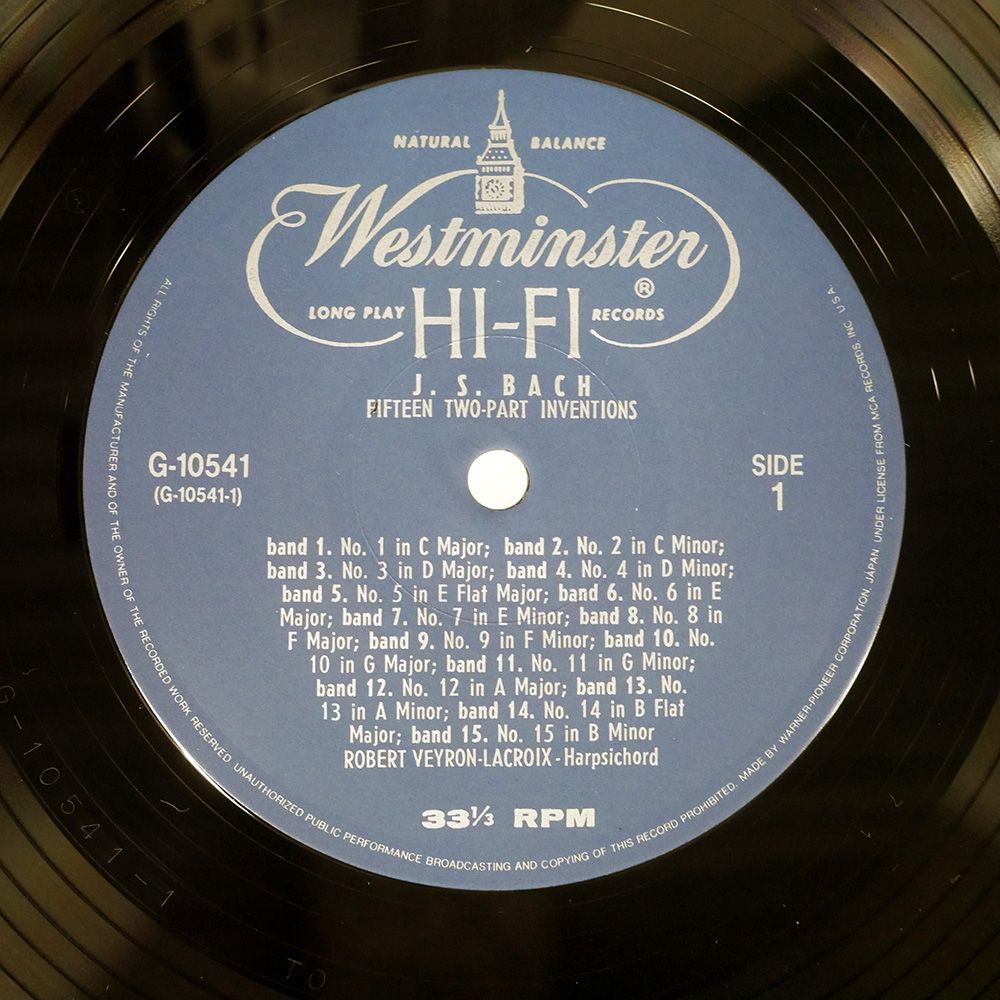 NATURAL BALANCE
Westminster
LONG PLAY HI-FI RECORDS ®
J. S. BACH
FIFTEEN TWO-PART INVENTIONS
G-10541
(G-10541-1)
SIDE
1
band 1. No. 1 in C Major; band 2. No. 2 in C Minor;
band 3. No. 3 in D Major; band 4. No. 4 in D Minor;
band 5. No. 5 in E Flat Major; band 6. No. 6 in E
Major; band 7. No. 7 in E Minor; band 8. No. 8 in
F Major; band 9. No. 9 in F Minor; band 10. No.
10 in G Major; band 11. No. 11 in G Minor;
band 12. No. 12 in A Major; band 13. No.
13 in A Minor; band 14. No. 14 in B Flat
Major; band 15. No. 15 in B Minor
ROBERT VEYRON-LACROIX - Harpsichord
33⅓ RPM
ALL RIGHTS OF THE MANUFACTURER AND OF THE OWNER OF THE RECORDED WORK RESERVED. UNAUTHORIZED PUBLIC PERFORMANCE BROADCASTING AND COPYING OF THIS RECORD PROHIBITED. MADE BY WARNER-PIONEER CORPORATION, JAPAN UNDER LICENSE FROM MCA RECORDS, INC. U.S.A.
G-10541-1
TO